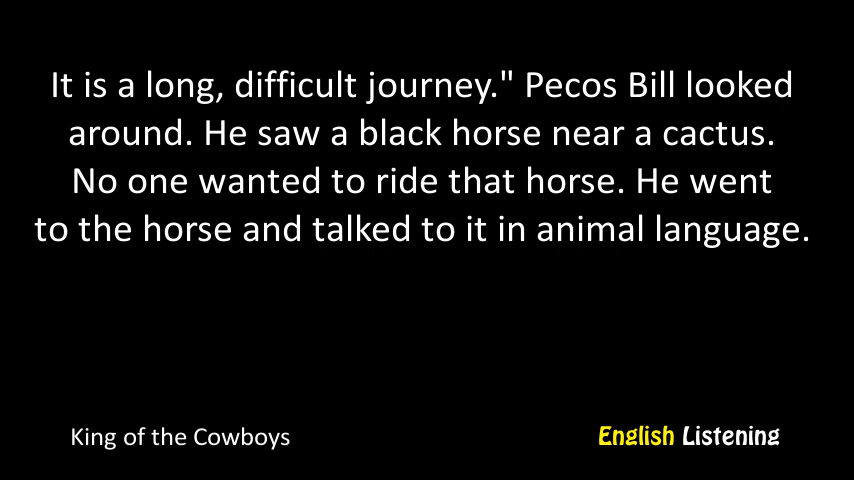 It is a long, difficult journey." Pecos Bill looked
around. He saw a black horse near a cactus.
No one wanted to ride that horse. He went
to the horse and talked to it in animal language.
King of the Cowboys
English Listening